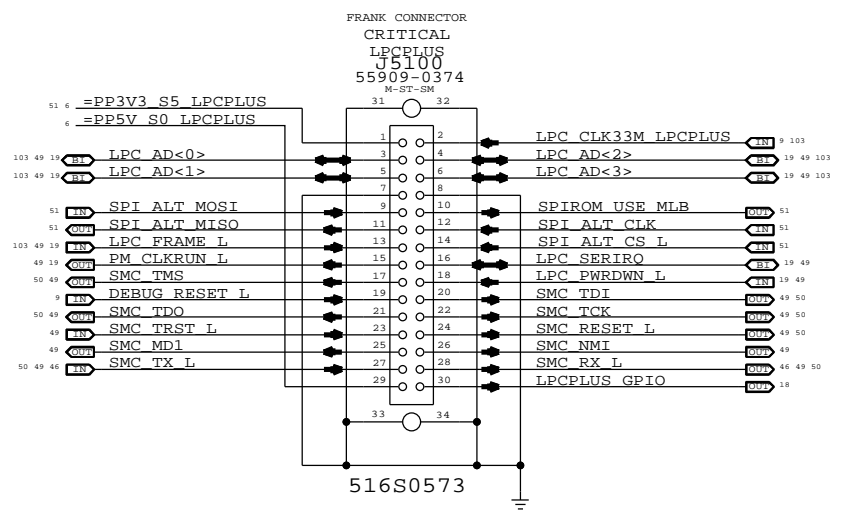 FRANK CONNECTOR
CRITICAL
LPCPLUS
J5100
55909-0374
M-ST-SM
31 32
51 6 =PP3V3_S5_LPCPLUS
6 =PP5V_S0_LPCPLUS
1 2 LPC_CLK33M_LPCPLUS IN 9 103
103 49 19 BI LPC_AD<0> 3 4 LPC_AD<2> BI 19 49 103
103 49 19 BI LPC_AD<1> 5 6 LPC_AD<3> BI 19 49 103
7 8
51 IN SPI_ALT_MOSI 9 10 SPIROM_USE_MLB OUT 51
51 OUT SPI_ALT_MISO 11 12 SPI_ALT_CLK IN 51
103 49 19 IN LPC_FRAME_L 13 14 SPI_ALT_CS_L IN 51
49 19 OUT PM_CLKRUN_L 15 16 LPC_SERIRQ BI 19 49
50 49 OUT SMC_TMS 17 18 LPC_PWRDWN_L IN 19 49
9 IN DEBUG_RESET_L 19 20 SMC_TDI OUT 49 50
50 49 OUT SMC_TDO 21 22 SMC_TCK OUT 49 50
49 IN SMC_TRST_L 23 24 SMC_RESET_L OUT 49 50
49 OUT SMC_MD1 25 26 SMC_NMI OUT 49
50 49 46 IN SMC_TX_L 27 28 SMC_RX_L OUT 46 49 50
29 30 LPCPLUS_GPIO OUT 18
33 34
516S0573